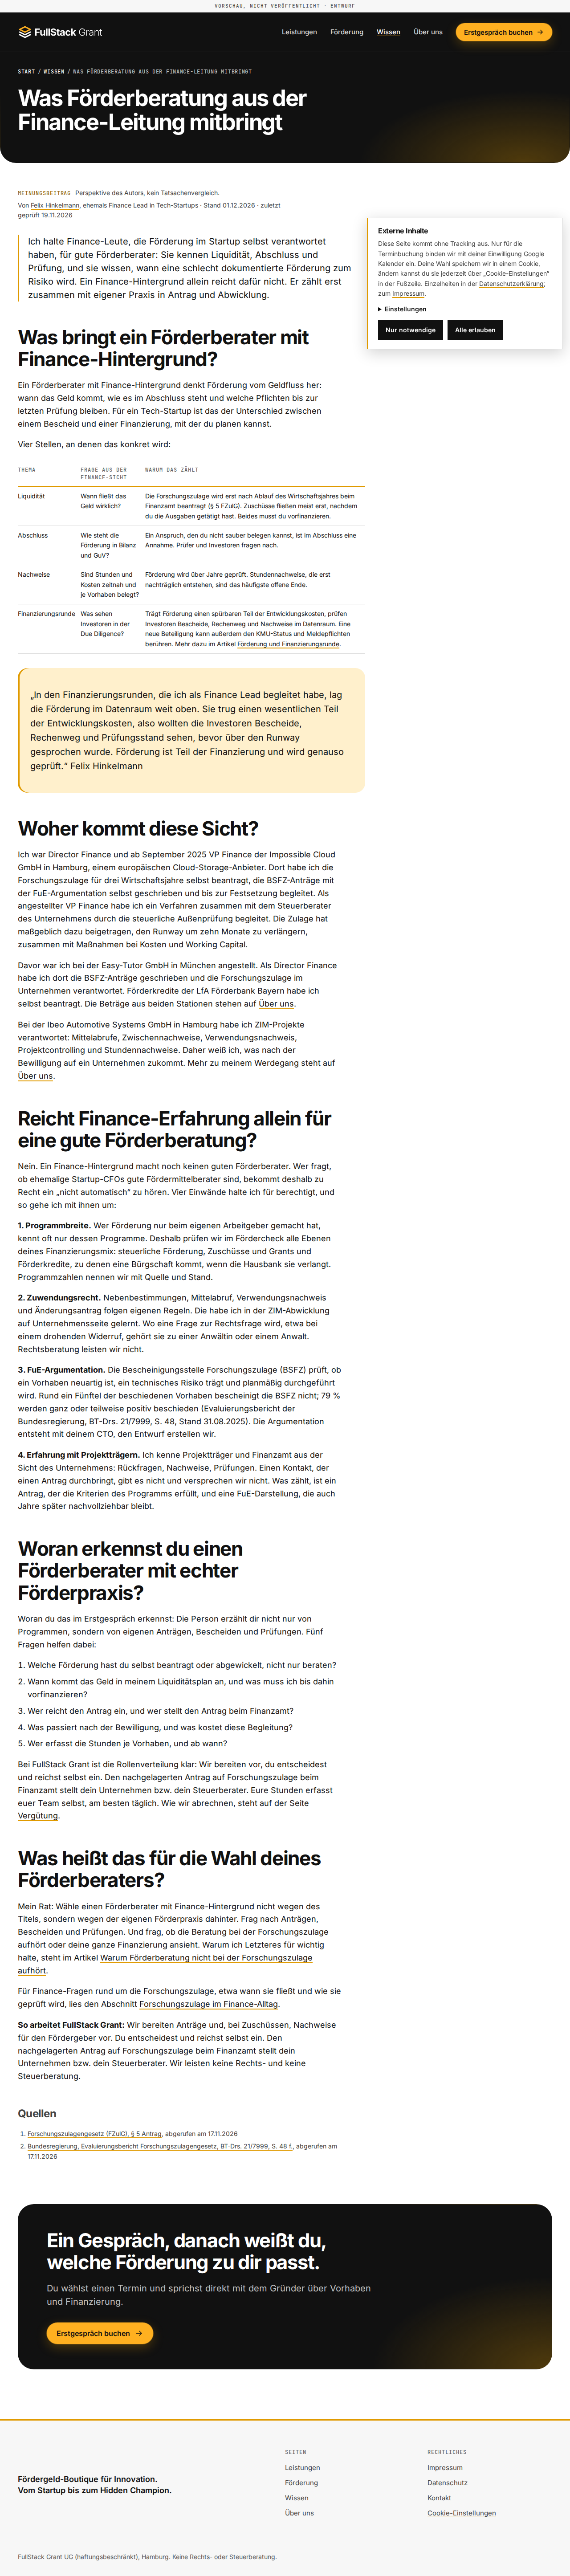 VORSCHAU, NICHT VERÖFFENTLICHT · ENTWURF
FullStack Grant
Leistungen
Förderung
Wissen
Über uns
Erstgespräch buchen →
START / WISSEN / WAS FÖRDERBERATUNG AUS DER FINANCE-LEITUNG MITBRINGT
Was Förderberatung aus der
Finance-Leitung mitbringt
MEINUNGSBEITRAG Perspektive des Autors, kein Tatsachenvergleich.
Von Felix Hinkelmann, ehemals Finance Lead in Tech-Startups · Stand 01.12.2026 · zuletzt
geprüft 19.11.2026
Ich halte Finance-Leute, die Förderung im Startup selbst verantwortet
haben, für gute Förderberater: Sie kennen Liquidität, Abschluss und
Prüfung, und sie wissen, wann eine schlecht dokumentierte Förderung zum
Risiko wird. Ein Finance-Hintergrund allein reicht dafür nicht. Er zählt erst
zusammen mit eigener Praxis in Antrag und Abwicklung.
Externe Inhalte
Diese Seite kommt ohne Tracking aus. Nur für die
Terminbuchung binden wir mit deiner Einwilligung Google
Kalender ein. Deine Wahl speichern wir in einem Cookie,
ändern kannst du sie jederzeit über „Cookie-Einstellungen“
in der Fußzeile. Einzelheiten in der Datenschutzerklärung;
zum Impressum.
▶ Einstellungen
Nur notwendige
Alle erlauben
Was bringt ein Förderberater mit
Finance-Hintergrund?
Ein Förderberater mit Finance-Hintergrund denkt Förderung vom Geldfluss her:
wann das Geld kommt, wie es im Abschluss steht und welche Pflichten bis zur
letzten Prüfung bleiben. Für ein Tech-Startup ist das der Unterschied zwischen
einem Bescheid und einer Finanzierung, mit der du planen kannst.
Vier Stellen, an denen das konkret wird:
THEMA
FRAGE AUS DER
FINANCE-SICHT
WARUM DAS ZÄHLT
Liquidität
Wann fließt das
Geld wirklich?
Die Forschungszulage wird erst nach Ablauf des Wirtschaftsjahres beim
Finanzamt beantragt (§ 5 FZulG). Zuschüsse fließen meist erst, nachdem
du die Ausgaben getätigt hast. Beides musst du vorfinanzieren.
Abschluss
Wie steht die
Förderung in Bilanz
und GuV?
Ein Anspruch, den du nicht sauber belegen kannst, ist im Abschluss eine
Annahme. Prüfer und Investoren fragen nach.
Nachweise
Sind Stunden und
Kosten zeitnah und
je Vorhaben belegt?
Förderung wird über Jahre geprüft. Stundennachweise, die erst
nachträglich entstehen, sind das häufigste offene Ende.
Finanzierungsrunde
Was sehen
Investoren in der
Due Diligence?
Trägt Förderung einen spürbaren Teil der Entwicklungskosten, prüfen
Investoren Bescheide, Rechenweg und Nachweise im Datenraum. Eine
neue Beteiligung kann außerdem den KMU-Status und Meldepflichten
berühren. Mehr dazu im Artikel Förderung und Finanzierungsrunde.
„In den Finanzierungsrunden, die ich als Finance Lead begleitet habe, lag
die Förderung im Datenraum weit oben. Sie trug einen wesentlichen Teil
der Entwicklungskosten, also wollten die Investoren Bescheide,
Rechenweg und Prüfungsstand sehen, bevor über den Runway
gesprochen wurde. Förderung ist Teil der Finanzierung und wird genauso
geprüft.“ Felix Hinkelmann
Woher kommt diese Sicht?
Ich war Director Finance und ab September 2025 VP Finance der Impossible Cloud
GmbH in Hamburg, einem europäischen Cloud-Storage-Anbieter. Dort habe ich die
Forschungszulage für drei Wirtschaftsjahre selbst beantragt, die BSFZ-Anträge mit
der FuE-Argumentation selbst geschrieben und bis zur Festsetzung begleitet. Als
angestellter VP Finance habe ich ein Verfahren zusammen mit dem Steuerberater
des Unternehmens durch die steuerliche Außenprüfung begleitet. Die Zulage hat
maßgeblich dazu beigetragen, den Runway um zehn Monate zu verlängern,
zusammen mit Maßnahmen bei Kosten und Working Capital.
Davor war ich bei der Easy-Tutor GmbH in München angestellt. Als Director Finance
habe ich dort die BSFZ-Anträge geschrieben und die Forschungszulage im
Unternehmen verantwortet. Förderkredite der LfA Förderbank Bayern habe ich
selbst beantragt. Die Beträge aus beiden Stationen stehen auf Über uns.
Bei der Ibeo Automotive Systems GmbH in Hamburg habe ich ZIM-Projekte
verantwortet: Mittelabrufe, Zwischennachweise, Verwendungsnachweis,
Projektcontrolling und Stundennachweise. Daher weiß ich, was nach der
Bewilligung auf ein Unternehmen zukommt. Mehr zu meinem Werdegang steht auf
Über uns.
Reicht Finance-Erfahrung allein für
eine gute Förderberatung?
Nein. Ein Finance-Hintergrund macht noch keinen guten Förderberater. Wer fragt,
ob ehemalige Startup-CFOs gute Fördermittelberater sind, bekommt deshalb zu
Recht ein „nicht automatisch“ zu hören. Vier Einwände halte ich für berechtigt, und
so gehe ich mit ihnen um:
1. Programmbreite. Wer Förderung nur beim eigenen Arbeitgeber gemacht hat,
kennt oft nur dessen Programme. Deshalb prüfen wir im Fördercheck alle Ebenen
deines Finanzierungsmix: steuerliche Förderung, Zuschüsse und Grants und
Förderkredite, zu denen eine Bürgschaft kommt, wenn die Hausbank sie verlangt.
Programmzahlen nennen wir mit Quelle und Stand.
2. Zuwendungsrecht. Nebenbestimmungen, Mittelabruf, Verwendungsnachweis
und Änderungsantrag folgen eigenen Regeln. Die habe ich in der ZIM-Abwicklung
auf Unternehmensseite gelernt. Wo eine Frage zur Rechtsfrage wird, etwa bei
einem drohenden Widerruf, gehört sie zu einer Anwältin oder einem Anwalt.
Rechtsberatung leisten wir nicht.
3. FuE-Argumentation. Die Bescheinigungsstelle Forschungszulage (BSFZ) prüft, ob
ein Vorhaben neuartig ist, ein technisches Risiko trägt und planmäßig durchgeführt
wird. Rund ein Fünftel der beschiedenen Vorhaben bescheinigt die BSFZ nicht; 79 %
werden ganz oder teilweise positiv beschieden (Evaluierungsbericht der
Bundesregierung, BT-Drs. 21/7999, S. 48, Stand 31.08.2025). Die Argumentation
entsteht mit deinem CTO, den Entwurf erstellen wir.
4. Erfahrung mit Projektträgern. Ich kenne Projektträger und Finanzamt aus der
Sicht des Unternehmens: Rückfragen, Nachweise, Prüfungen. Einen Kontakt, der
einen Antrag durchbringt, gibt es nicht und versprechen wir nicht. Was zählt, ist ein
Antrag, der die Kriterien des Programms erfüllt, und eine FuE-Darstellung, die auch
Jahre später nachvollziehbar bleibt.
Woran erkennst du einen
Förderberater mit echter
Förderpraxis?
Woran du das im Erstgespräch erkennst: Die Person erzählt dir nicht nur von
Programmen, sondern von eigenen Anträgen, Bescheiden und Prüfungen. Fünf
Fragen helfen dabei:
1. Welche Förderung hast du selbst beantragt oder abgewickelt, nicht nur beraten?
2. Wann kommt das Geld in meinem Liquiditätsplan an, und was muss ich bis dahin
vorfinanzieren?
3. Wer reicht den Antrag ein, und wer stellt den Antrag beim Finanzamt?
4. Was passiert nach der Bewilligung, und was kostet diese Begleitung?
5. Wer erfasst die Stunden je Vorhaben, und ab wann?
Bei FullStack Grant ist die Rollenverteilung klar: Wir bereiten vor, du entscheidest
und reichst selbst ein. Den nachgelagerten Antrag auf Forschungszulage beim
Finanzamt stellt dein Unternehmen bzw. dein Steuerberater. Eure Stunden erfasst
euer Team selbst, am besten täglich. Wie wir abrechnen, steht auf der Seite
Vergütung.
Was heißt das für die Wahl deines
Förderberaters?
Mein Rat: Wähle einen Förderberater mit Finance-Hintergrund nicht wegen des
Titels, sondern wegen der eigenen Förderpraxis dahinter. Frag nach Anträgen,
Bescheiden und Prüfungen. Und frag, ob die Beratung bei der Forschungszulage
aufhört oder deine ganze Finanzierung ansieht. Warum ich Letzteres für wichtig
halte, steht im Artikel Warum Förderberatung nicht bei der Forschungszulage
aufhört.
Für Finance-Fragen rund um die Forschungszulage, etwa wann sie fließt und wie sie
geprüft wird, lies den Abschnitt Forschungszulage im Finance-Alltag.
So arbeitet FullStack Grant: Wir bereiten Anträge und, bei Zuschüssen, Nachweise
für den Fördergeber vor. Du entscheidest und reichst selbst ein. Den
nachgelagerten Antrag auf Forschungszulage beim Finanzamt stellt dein
Unternehmen bzw. dein Steuerberater. Wir leisten keine Rechts- und keine
Steuerberatung.
Quellen
1. Forschungszulagengesetz (FZulG), § 5 Antrag, abgerufen am 17.11.2026
2. Bundesregierung, Evaluierungsbericht Forschungszulagengesetz, BT-Drs. 21/7999, S. 48 f., abgerufen am
17.11.2026
Ein Gespräch, danach weißt du,
welche Förderung zu dir passt.
Du wählst einen Termin und sprichst direkt mit dem Gründer über Vorhaben
und Finanzierung.
Erstgespräch buchen →
Fördergeld-Boutique für Innovation.
Vom Startup bis zum Hidden Champion.
SEITEN
Leistungen
Förderung
Wissen
Über uns
RECHTLICHES
Impressum
Datenschutz
Kontakt
Cookie-Einstellungen
FullStack Grant UG (haftungsbeschränkt), Hamburg. Keine Rechts- oder Steuerberatung.